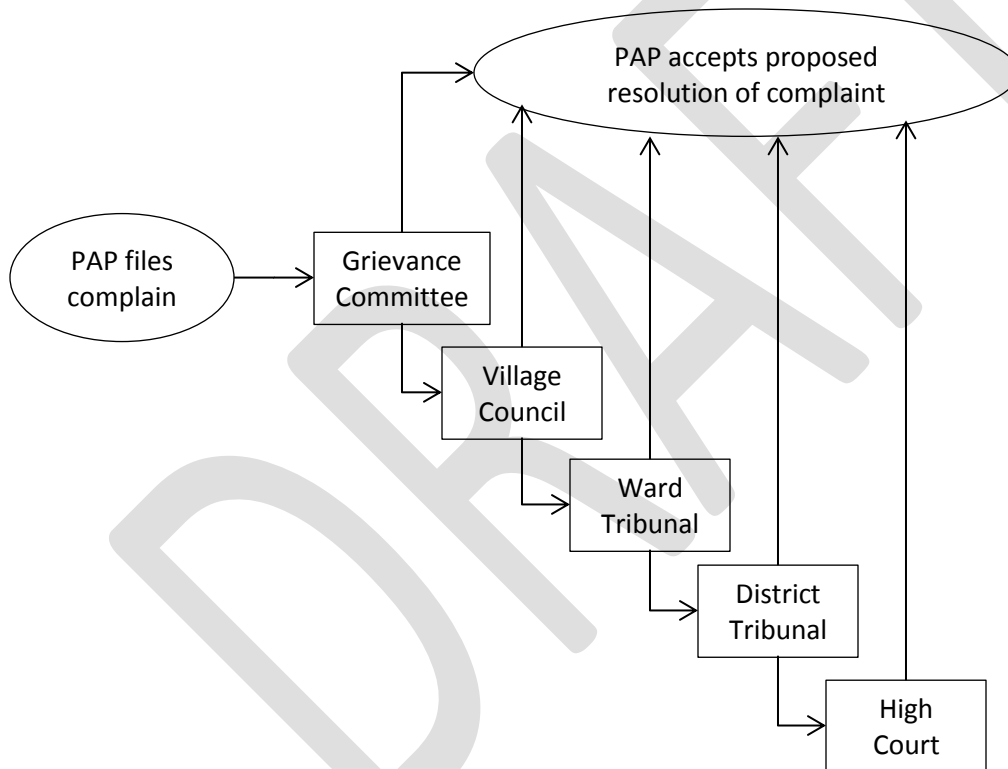 PAP accepts proposed
resolution of complaint
PAP files
complain
Grievance
Committee
Village
Council
Ward
Tribunal
District
Tribunal
High
Court
DRAFT